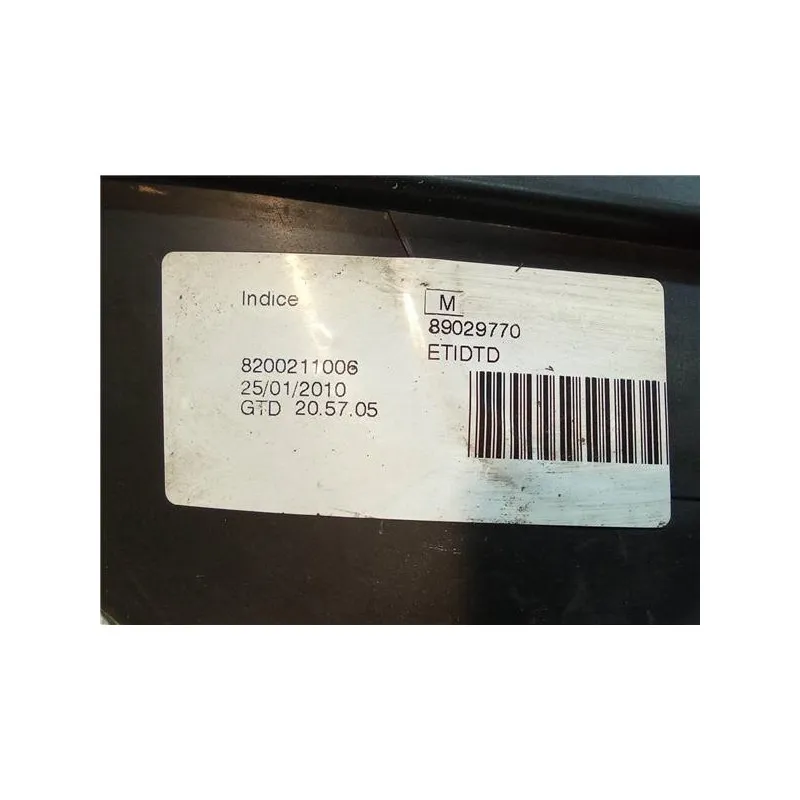 Indice M
89029770
ETIDTD
8200211006
25/01/2010
GTD 20.57.05